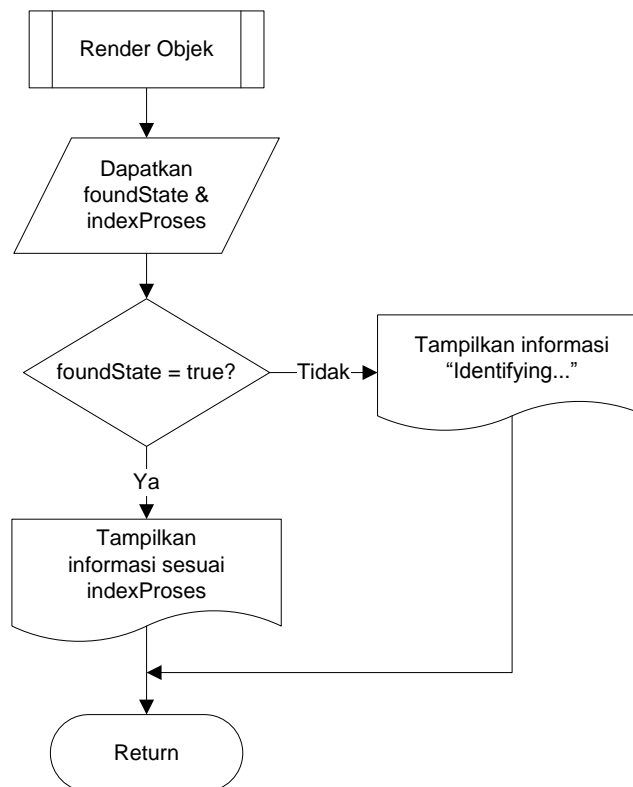 Render Objek
Dapatkan
foundState &
indexProses
foundState = true?
Tidak
Tampilkan informasi
“Identifying...”
Ya
Tampilkan
informasi sesuai
indexProses
Return